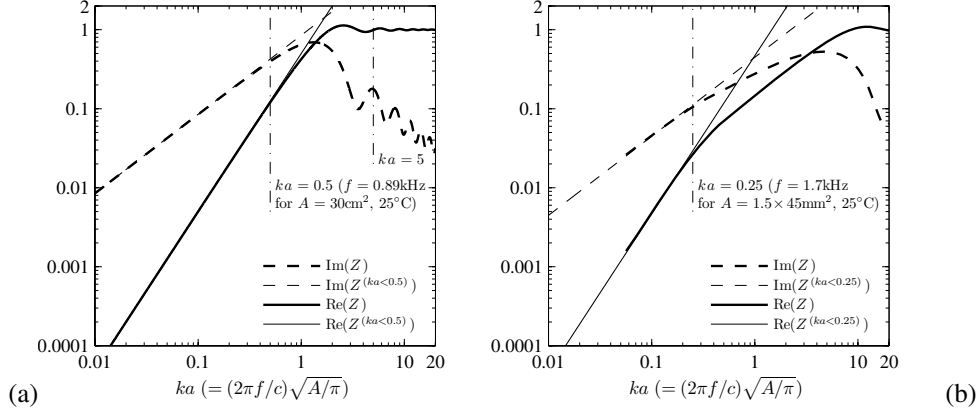 2
1
0.1
0.01
0.001
0.0001
0.01
0.1
1
10
20
ka = 5
ka = 0.5 (f = 0.89kHz
for A = 30cm², 25°C)
Im(Z)
Im(Z^(ka<0.5))
Re(Z)
Re(Z^(ka<0.5))
(a)
ka (= (2πf/c)√A/π)
2
1
0.1
0.01
0.001
0.0001
0.01
0.1
1
10
20
ka = 0.25 (f = 1.7kHz
for A = 1.5×45mm², 25°C)
Im(Z)
Im(Z^(ka<0.25))
Re(Z)
Re(Z^(ka<0.25))
ka (= (2πf/c)√A/π)
(b)